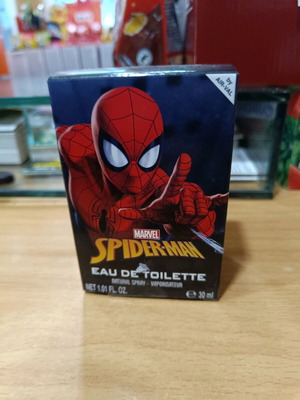 by
AIR-VAL
MARVEL
SPIDER-MAN
EAU DE TOILETTE
NATURAL SPRAY - VAPORISATEUR
NET 1.01 FL. OZ. ℮ 30 ml